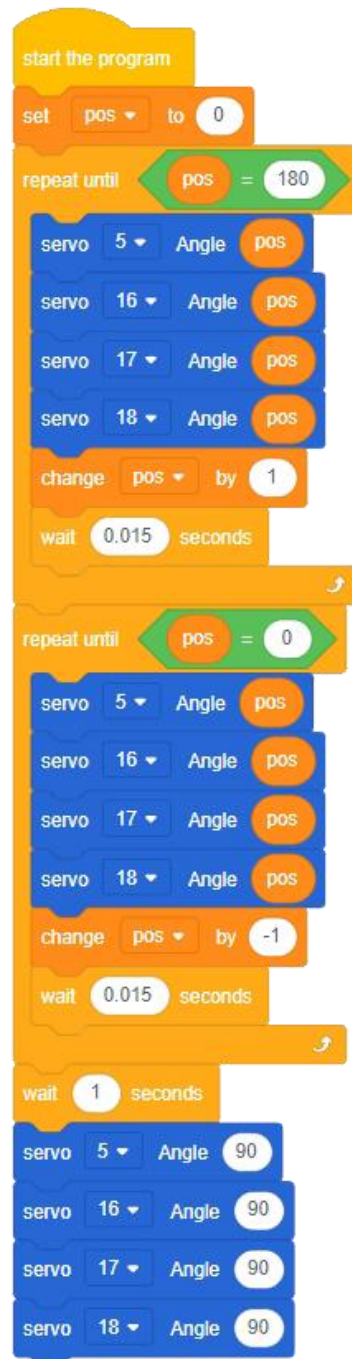 start the program
set pos to 0
repeat until pos = 180
servo 5 Angle pos
servo 16 Angle pos
servo 17 Angle pos
servo 18 Angle pos
change pos by 1
wait 0.015 seconds
repeat until pos = 0
servo 5 Angle pos
servo 16 Angle pos
servo 17 Angle pos
servo 18 Angle pos
change pos by -1
wait 0.015 seconds
wait 1 seconds
servo 5 Angle 90
servo 16 Angle 90
servo 17 Angle 90
servo 18 Angle 90